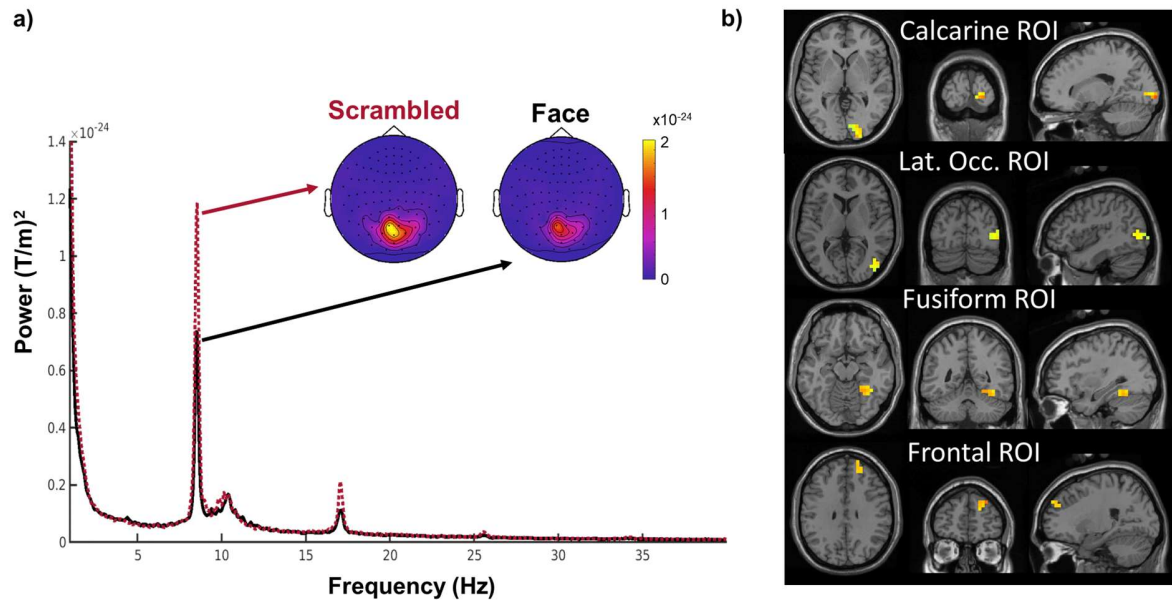 a)
b)
×10⁻²⁴
Power (T/m)²
1.4
1.2
1
0.8
0.6
0.4
0.2
0
5
10
15
20
25
30
35
Frequency (Hz)
Scrambled
Face
x10⁻²⁴
2
1
0
Calcarine ROI
Lat. Occ. ROI
Fusiform ROI
Frontal ROI